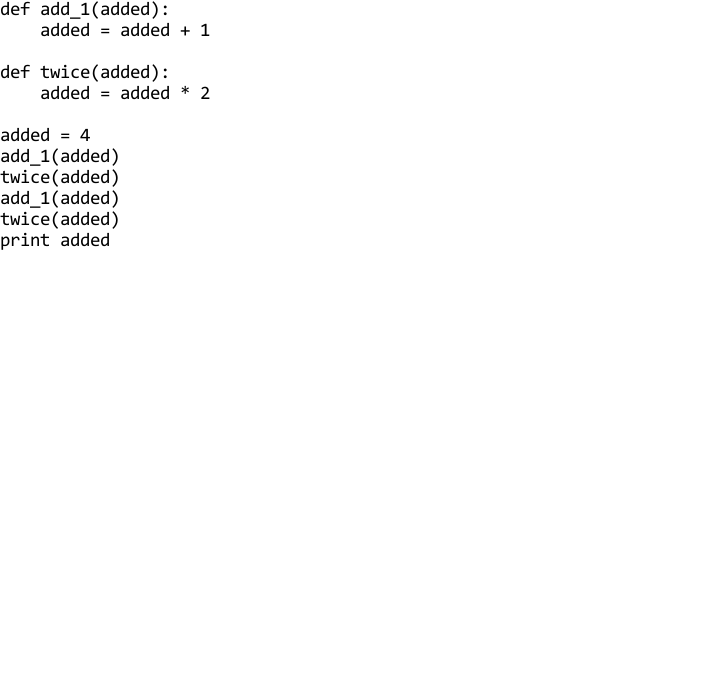 def add_1(added):
    added = added + 1

def twice(added):
    added = added * 2

added = 4
add_1(added)
twice(added)
add_1(added)
twice(added)
print added